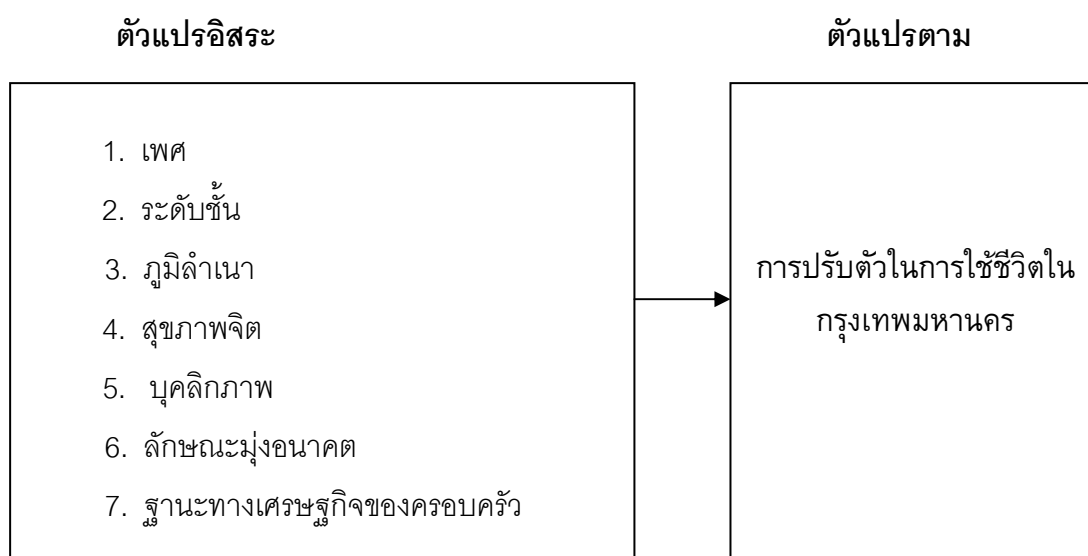 ตัวแปรอิสระ
1. เพศ
2. ระดับชั้น
3. ภูมิลำเนา
4. สุขภาพจิต
5. บุคลิกภาพ
6. ลักษณะมุ่งอนาคต
7. ฐานะทางเศรษฐกิจของครอบครัว
ตัวแปรตาม
การปรับตัวในการใช้ชีวิตใน
กรุงเทพมหานคร